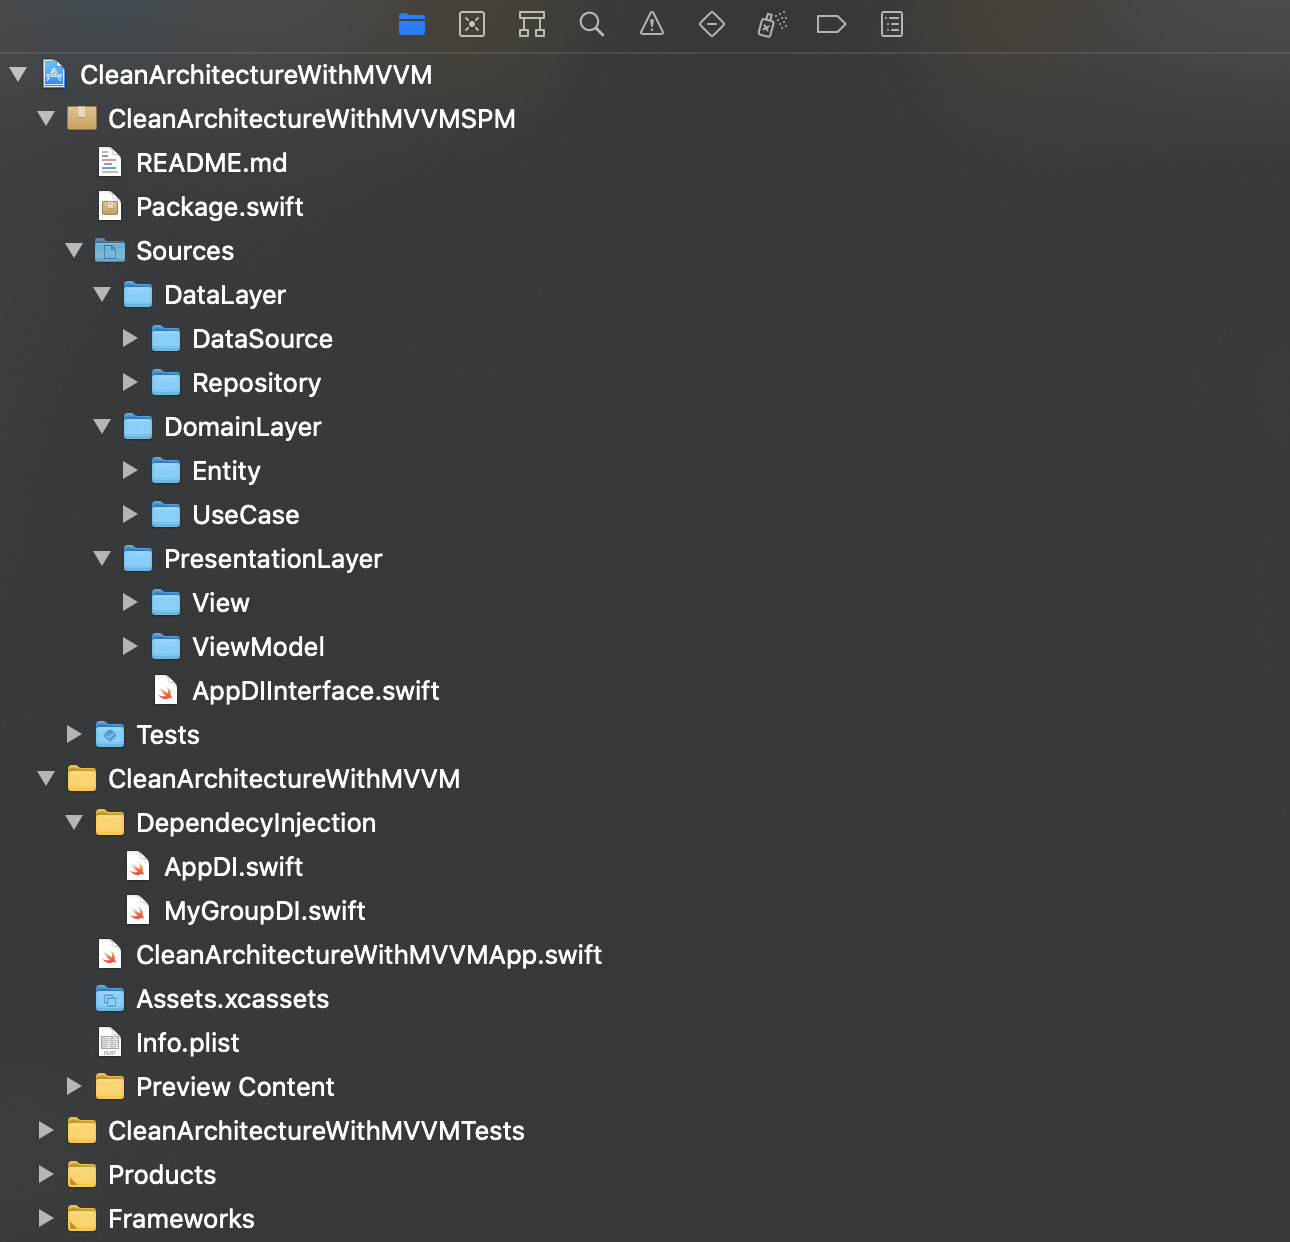 CleanArchitectureWithMVVM
CleanArchitectureWithMVVMSPM
README.md
Package.swift
Sources
DataLayer
DataSource
Repository
DomainLayer
Entity
UseCase
PresentationLayer
View
ViewModel
AppDIInterface.swift
Tests
CleanArchitectureWithMVVM
DependecyInjection
AppDI.swift
MyGroupDI.swift
CleanArchitectureWithMVVMApp.swift
Assets.xcassets
Info.plist
Preview Content
CleanArchitectureWithMVVMTests
Products
Frameworks